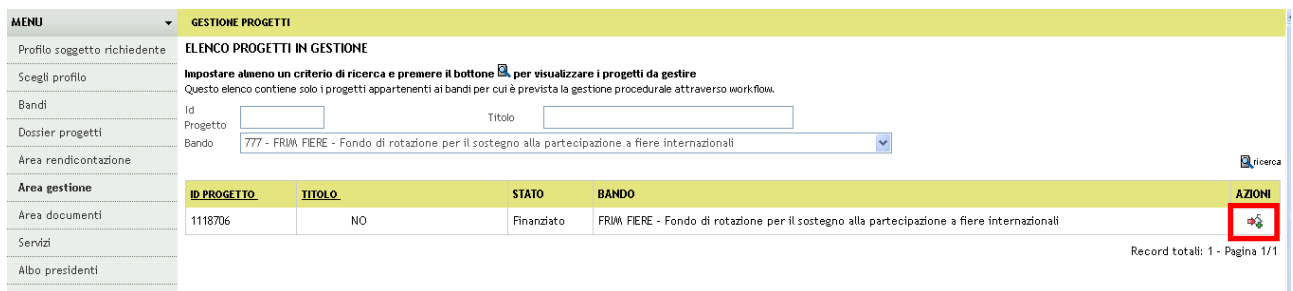 MENU
GESTIONE PROGETTI
Profilo soggetto richiedente
Scegli profilo
Bandi
Dossier progetti
Area rendicontazione
Area gestione
Area documenti
Servizi
Albo presidenti
ELENCO PROGETTI IN GESTIONE
Impostare almeno un criterio di ricerca e premere il bottone per visualizzare i progetti da gestire
Questo elenco contiene solo i progetti appartenenti ai bandi per cui è prevista la gestione procedurale attraverso workflow.
Id Progetto
Titolo
Bando 777 - FRIM FIERE - Fondo di rotazione per il sostegno alla partecipazione a fiere internazionali
ricerca
ID PROGETTO TITOLO STATO BANDO AZIONI
1118706 NO Finanziato FRIM FIERE - Fondo di rotazione per il sostegno alla partecipazione a fiere internazionali
Record totali: 1 - Pagina 1/1